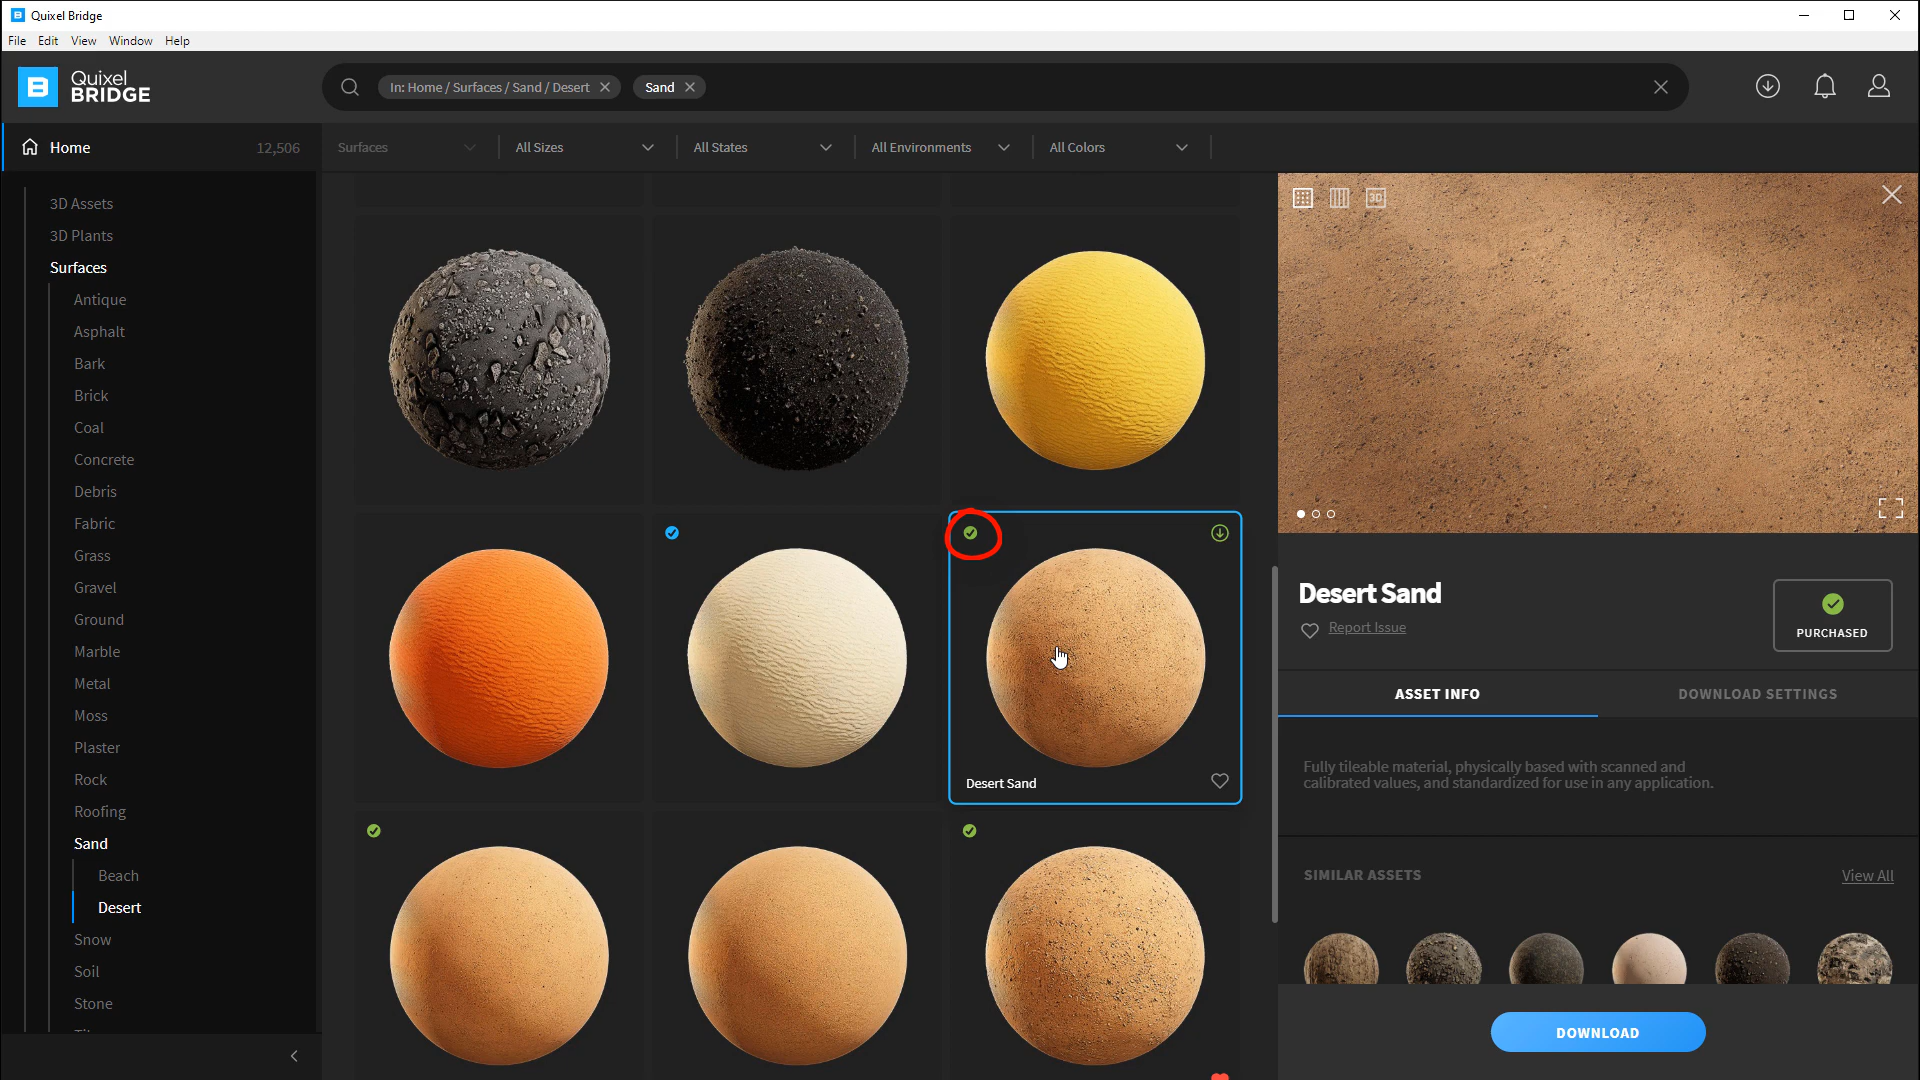 Quixel Bridge
File Edit View Window Help
Quixel
BRIDGE
In: Home / Surfaces / Sand / Desert
Sand
Home 12,506
Surfaces
All Sizes
All States
All Environments
All Colors
3D Assets
3D Plants
Surfaces
Antique
Asphalt
Bark
Brick
Coal
Concrete
Debris
Fabric
Grass
Gravel
Ground
Marble
Metal
Moss
Plaster
Rock
Roofing
Sand
Beach
Desert
Snow
Soil
Stone
Desert Sand
3D
Desert Sand
Report Issue
PURCHASED
ASSET INFO
DOWNLOAD SETTINGS
Fully tileable material, physically based with scanned and
calibrated values, and standardized for use in any application.
SIMILAR ASSETS
View All
DOWNLOAD